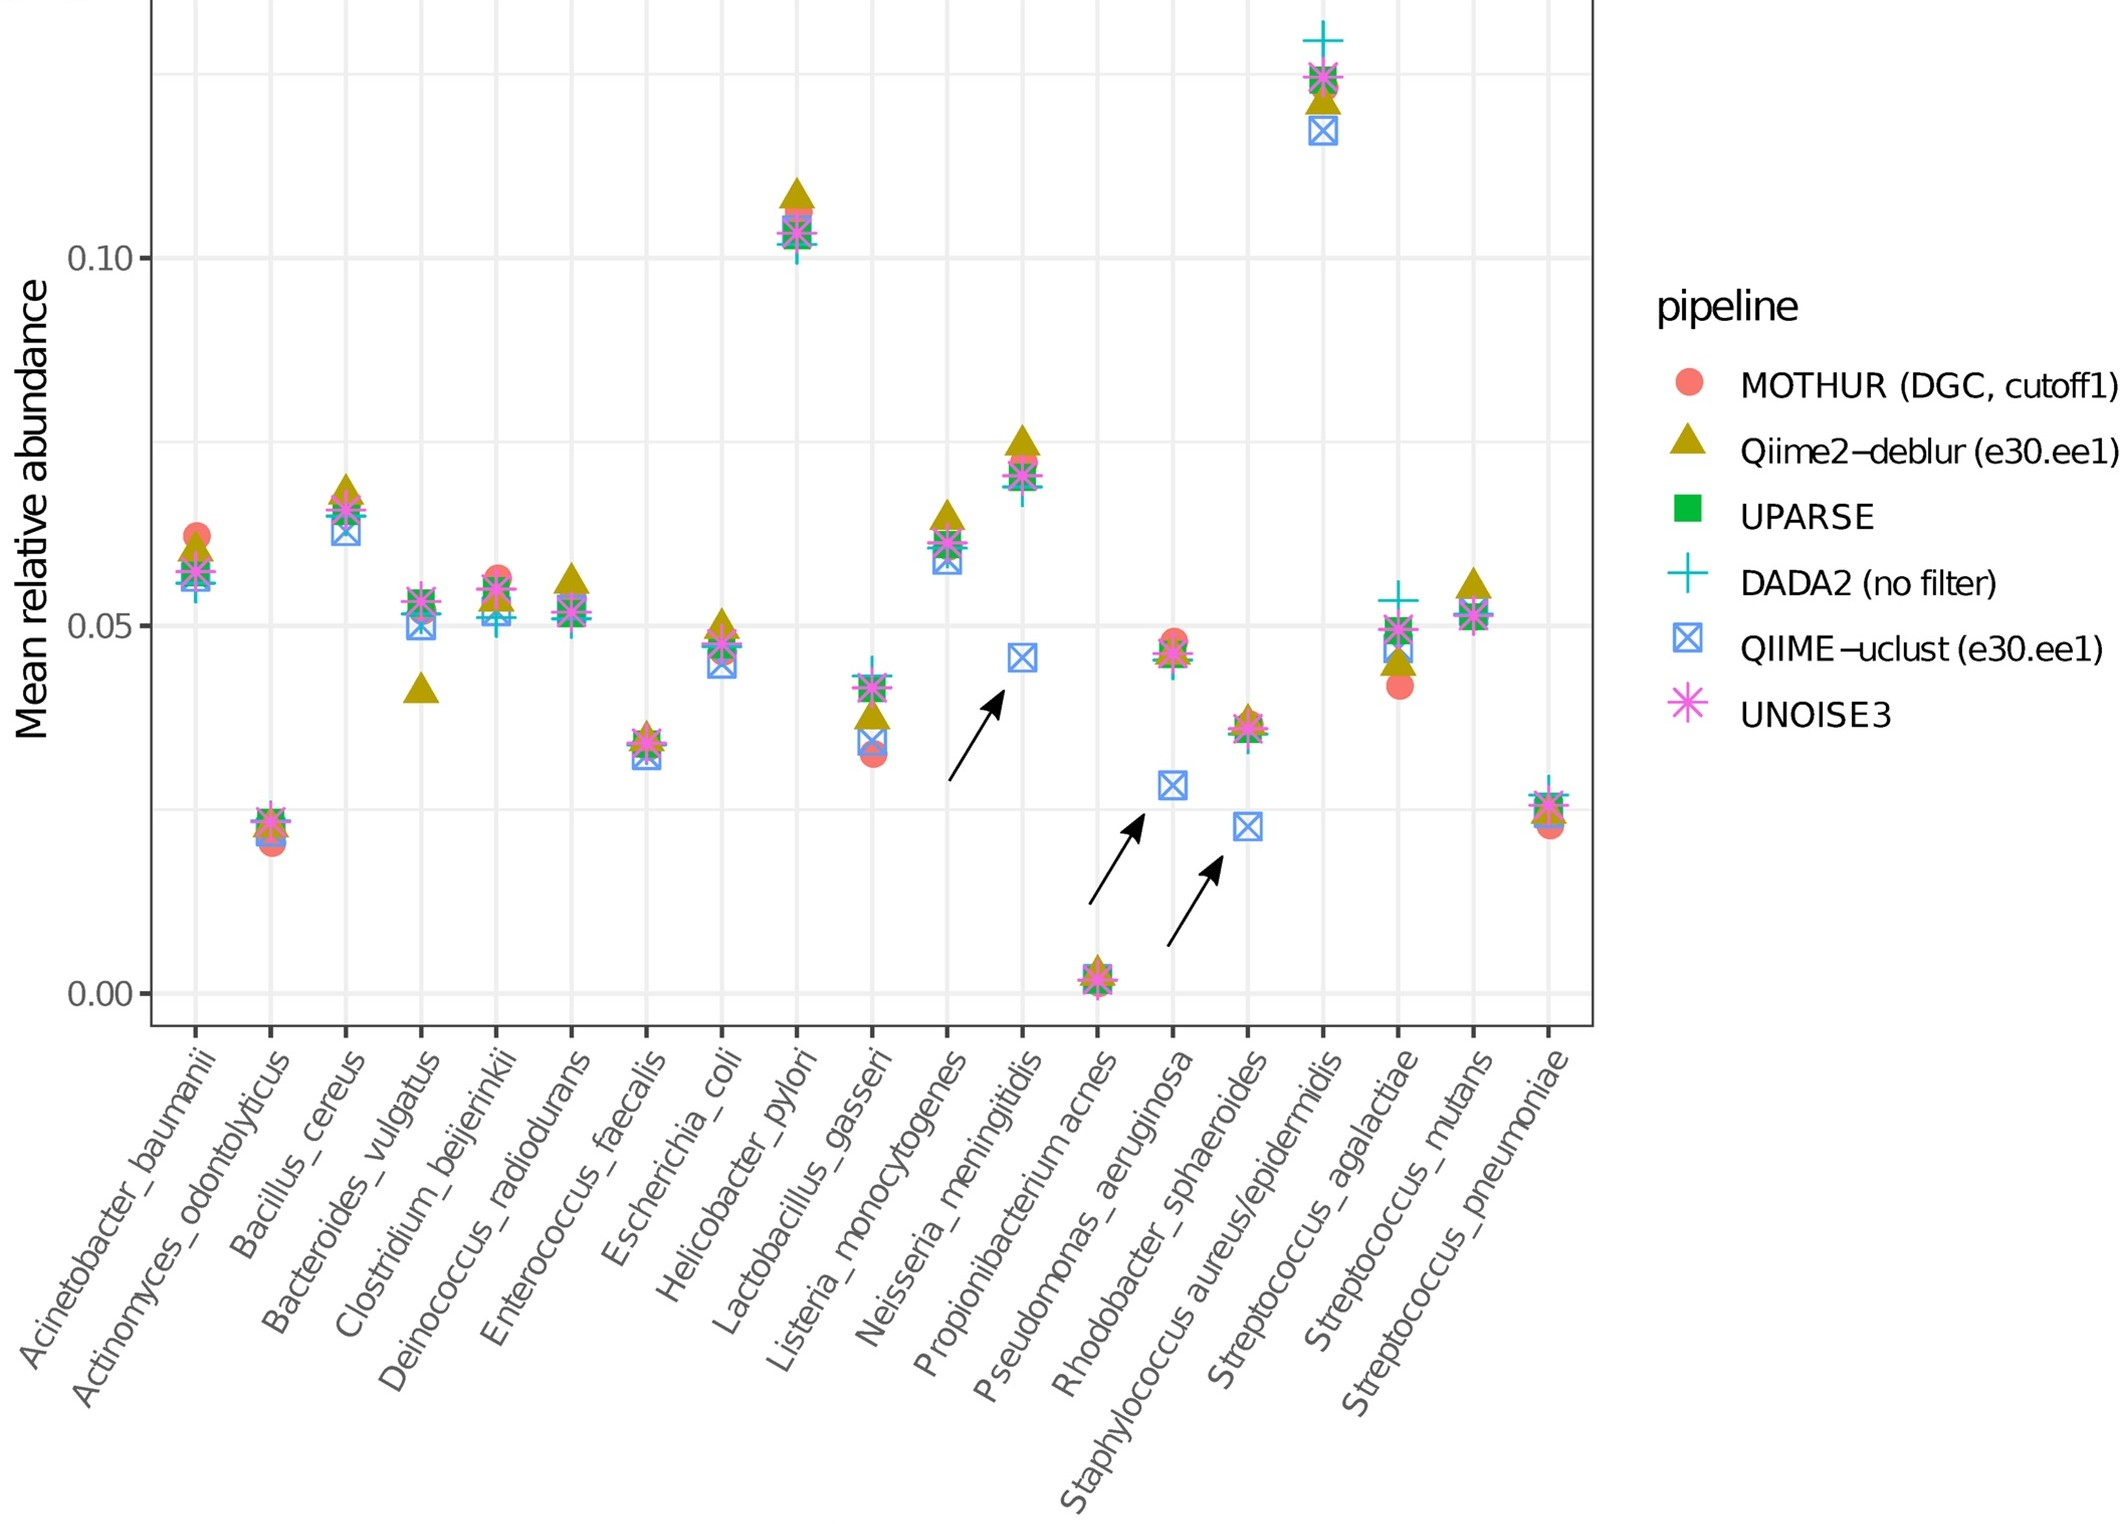 Mean relative abundance
0.10
0.05
0.00
Acinetobacter_baumanii
Actinomyces_odontolyticus
Bacillus_cereus
Bacteroides_vulgatus
Clostridium_beijerinkii
Deinococcus_radiodurans
Enterococcus_faecalis
Escherichia_coli
Helicobacter_pylori
Lactobacillus_gasseri
Listeria_monocytogenes
Neisseria_meningitidis
Propionibacterium acnes
Pseudomonas_aeruginosa
Rhodobacter_sphaeroides
Staphylococcus aureus/epidermidis
Streptococcus_agalactiae
Streptococcus_mutans
Streptococcus_pneumoniae
pipeline
MOTHUR (DGC, cutoff1)
Qiime2−deblur (e30.ee1)
UPARSE
DADA2 (no filter)
QIIME−uclust (e30.ee1)
UNOISE3